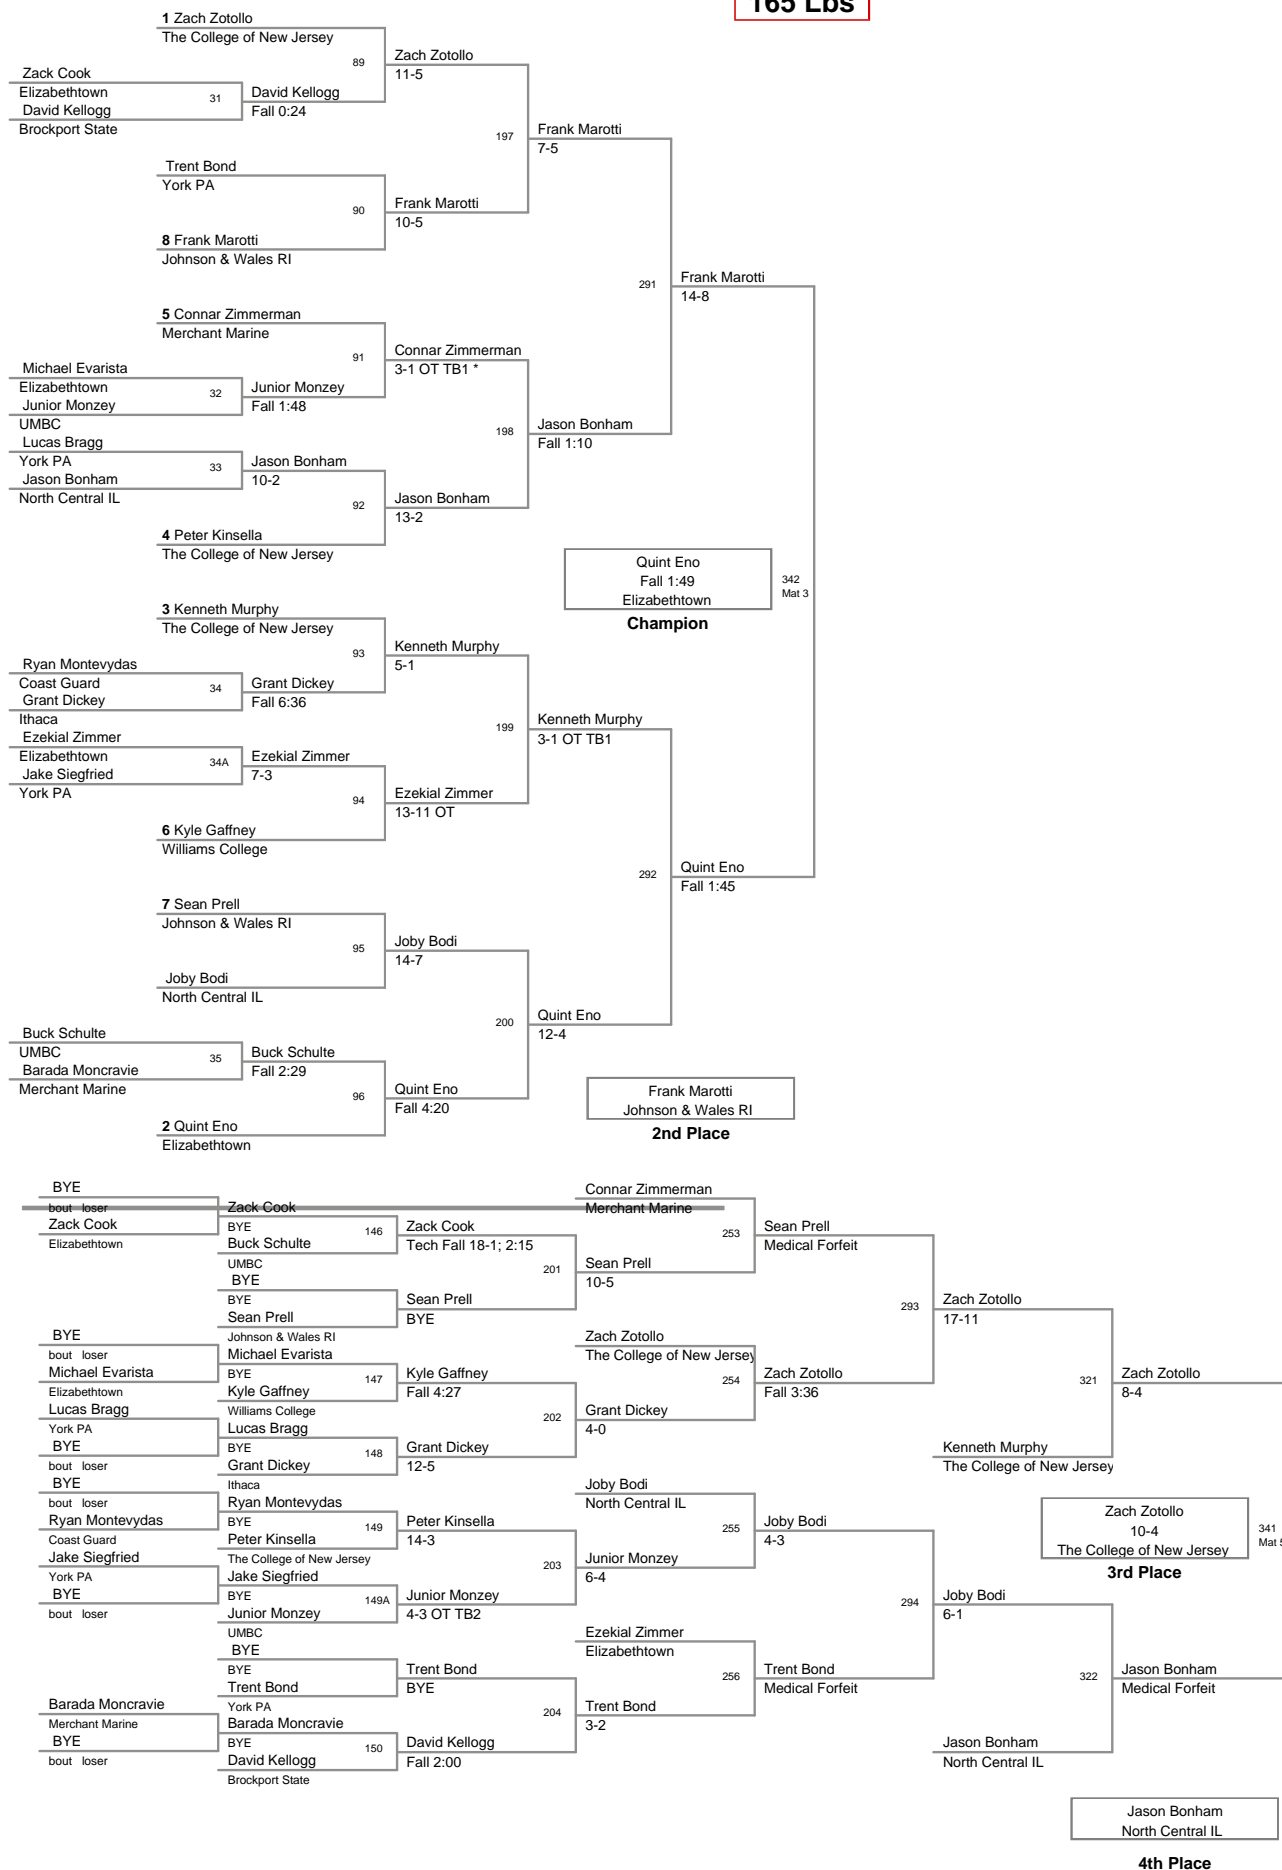 165 Lbs
1 Zach Zotollo
The College of New Jersey
89
Zach Zotollo
11-5
Zack Cook
Elizabethtown
31
David Kellogg
Brockport State
David Kellogg
Fall 0:24
197
Frank Marotti
7-5
Trent Bond
York PA
90
Frank Marotti
10-5
8 Frank Marotti
Johnson & Wales RI
291
Frank Marotti
14-8
5 Connar Zimmerman
Merchant Marine
91
Connar Zimmerman
3-1 OT TB1 *
Michael Evarista
Elizabethtown
32
Junior Monzey
UMBC
Junior Monzey
Fall 1:48
198
Jason Bonham
Fall 1:10
Lucas Bragg
York PA
33
Jason Bonham
North Central IL
Jason Bonham
10-2
92
Jason Bonham
13-2
4 Peter Kinsella
The College of New Jersey
Quint Eno
Fall 1:49
Elizabethtown
342
Mat 3
Champion
3 Kenneth Murphy
The College of New Jersey
93
Kenneth Murphy
5-1
Ryan Montevydas
Coast Guard
34
Grant Dickey
Ithaca
Grant Dickey
Fall 6:36
199
Kenneth Murphy
3-1 OT TB1
Ezekial Zimmer
Elizabethtown
34A
Jake Siegfried
York PA
Ezekial Zimmer
7-3
94
Ezekial Zimmer
13-11 OT
6 Kyle Gaffney
Williams College
292
Quint Eno
Fall 1:45
7 Sean Prell
Johnson & Wales RI
95
Joby Bodi
14-7
Joby Bodi
North Central IL
200
Quint Eno
12-4
Buck Schulte
UMBC
35
Barada Moncravie
Merchant Marine
Buck Schulte
Fall 2:29
96
Quint Eno
Fall 4:20
2 Quint Eno
Elizabethtown
Frank Marotti
Johnson & Wales RI
2nd Place
BYE
bout loser
Zack Cook
Elizabethtown
Zack Cook
BYE
146
Buck Schulte
UMBC
Zack Cook
Tech Fall 18-1; 2:15
201
BYE
BYE
Sean Prell
Johnson & Wales RI
Sean Prell
BYE
Connar Zimmerman
Merchant Marine
253
Sean Prell
10-5
Sean Prell
Medical Forfeit
293
Zach Zotollo
17-11
BYE
bout loser
Michael Evarista
Elizabethtown
Michael Evarista
BYE
147
Kyle Gaffney
Williams College
Kyle Gaffney
Fall 4:27
202
Lucas Bragg
York PA
BYE
bout loser
Lucas Bragg
BYE
148
Grant Dickey
Ithaca
Grant Dickey
12-5
Zach Zotollo
The College of New Jersey
254
Grant Dickey
4-0
Zach Zotollo
Fall 3:36
321
Zach Zotollo
8-4
Kenneth Murphy
The College of New Jersey
BYE
bout loser
Ryan Montevydas
Coast Guard
Ryan Montevydas
BYE
149
Peter Kinsella
The College of New Jersey
Peter Kinsella
14-3
203
Jake Siegfried
York PA
BYE
bout loser
Jake Siegfried
BYE
149A
Junior Monzey
UMBC
Junior Monzey
4-3 OT TB2
Joby Bodi
North Central IL
255
Junior Monzey
6-4
Joby Bodi
4-3
294
Joby Bodi
6-1
Zach Zotollo
10-4
The College of New Jersey
341
Mat
3rd Place
BYE
BYE
Trent Bond
York PA
Trent Bond
BYE
204
Barada Moncravie
Merchant Marine
BYE
bout loser
Barada Moncravie
BYE
150
David Kellogg
Brockport State
David Kellogg
Fall 2:00
Ezekial Zimmer
Elizabethtown
256
Trent Bond
3-2
Trent Bond
Medical Forfeit
322
Jason Bonham
Medical Forfeit
Jason Bonham
North Central IL
Jason Bonham
North Central IL
4th Place